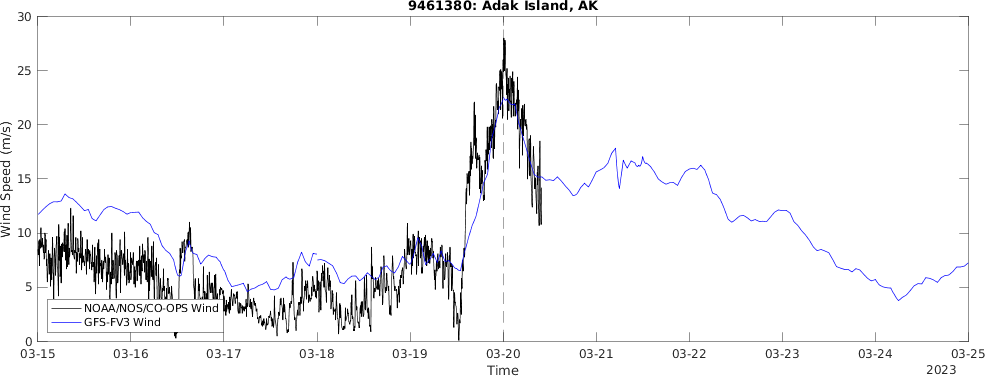 9461380: Adak Island, AK
Wind Speed (m/s)
30
25
20
15
10
5
0
NOAA/NOS/CO-OPS Wind
GFS-FV3 Wind
03-15 03-16 03-17 03-18 03-19 03-20 03-21 03-22 03-23 03-24 03-25
Time
2023